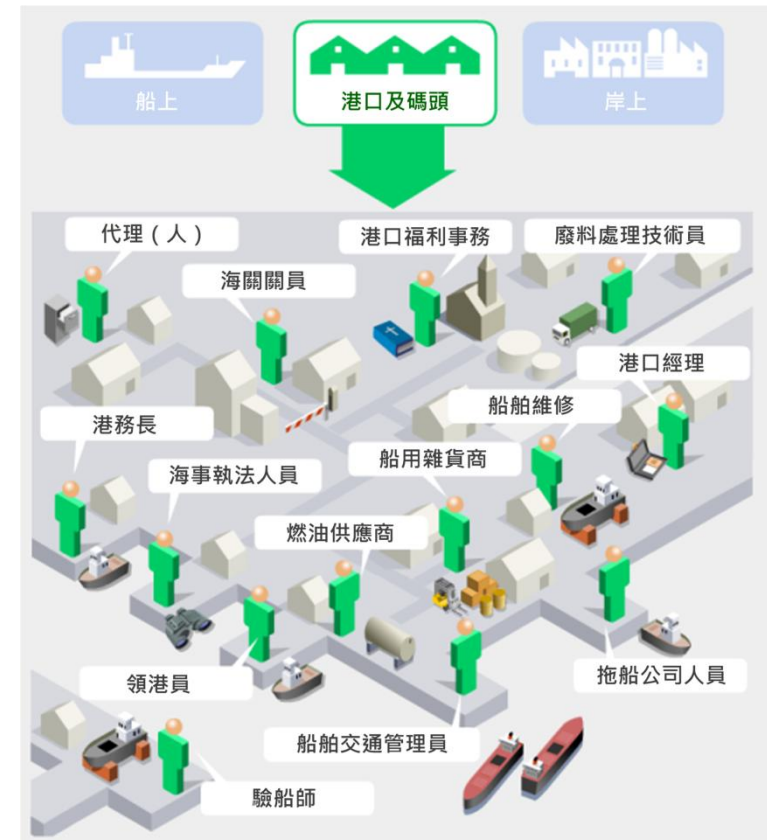 船上
港口及碼頭
岸上
代理（人）
港口福利事務
廢料處理技術員
海關關員
港口經理
船舶維修
港務長
船用雜貨商
海事執法人員
燃油供應商
領港員
拖船公司人員
船舶交通管理員
驗船師